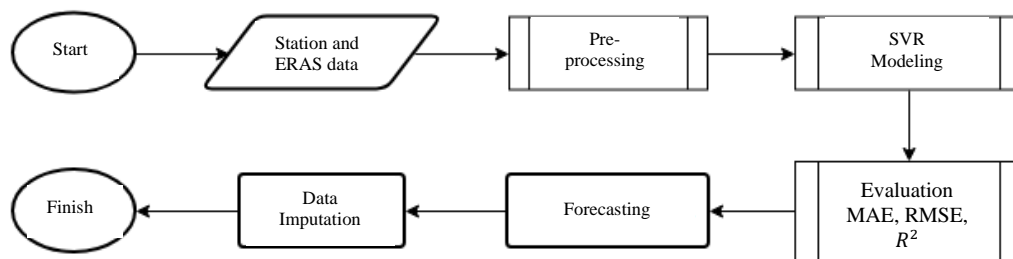 Start
Station and
ERAS data
Pre-
processing
SVR
Modeling
Evaluation
MAE, RMSE,
R²
Forecasting
Data
Imputation
Finish